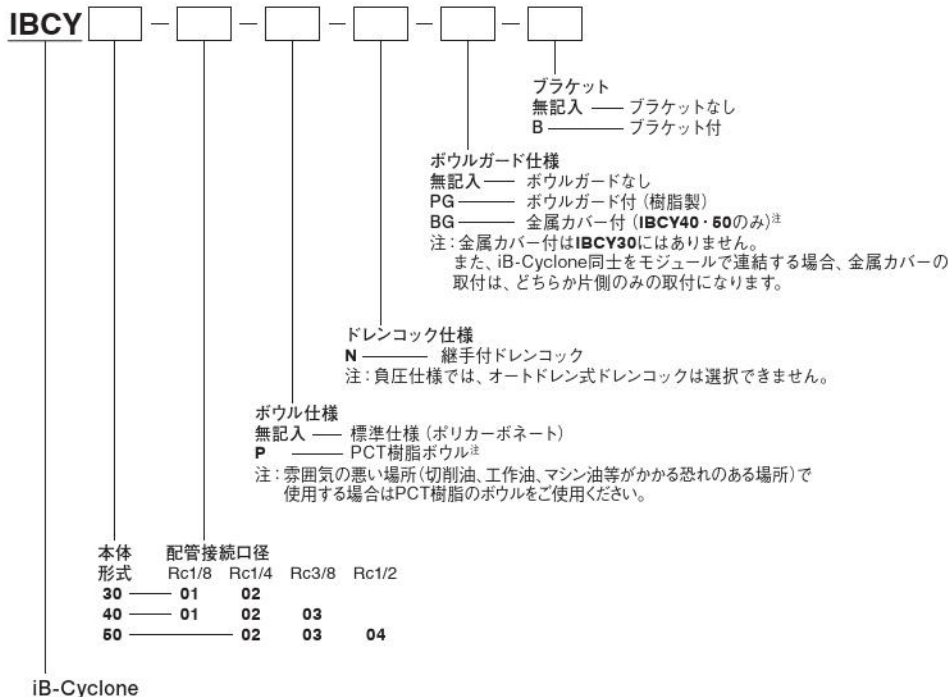 IBCY □ − □ − □ − □ − □ − □
ブラケット
無記入 ブラケットなし
B ブラケット付
ボウルガード仕様
無記入 ボウルガードなし
PG ボウルガード付（樹脂製）
BG 金属カバー付（IBCY40・50のみ）注
注：金属カバー付はIBCY30にはありません。
また、iB-Cyclone同士をモジュールで連結する場合、金属カバーの
取付は、どちらか片側のみの取付になります。
ドレンコック仕様
N 継手付ドレンコック
注：負圧仕様では、オートドレン式ドレンコックは選択できません。
ボウル仕様
無記入 標準仕様（ポリカーボネート）
P PCT樹脂ボウル注
注：雰囲気の悪い場所（切削油、工作油、マシン油等がかかる恐れのある場所）で
使用する場合はPCT樹脂のボウルをご使用ください。
本体 配管接続口径
形式 Rc1/8 Rc1/4 Rc3/8 Rc1/2
30 01 02
40 01 02 03
50 02 03 04
iB-Cyclone